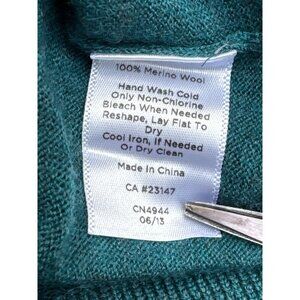 100% Merino Wool
Hand Wash Cold
Only Non-Chlorine
Bleach When Needed
Reshape, Lay Flat To
Dry
Cool Iron, if Needed
Or Dry Clean
Made In China
CA #23147
CN4944
06/13